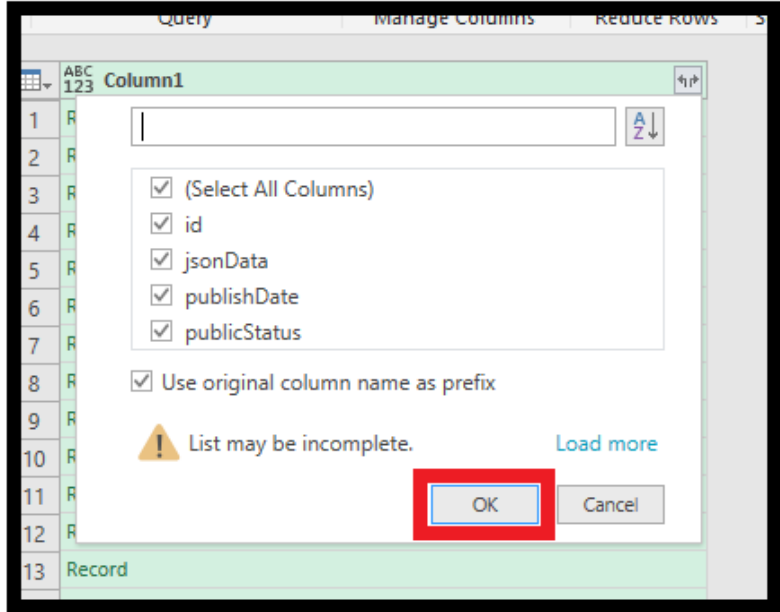 Query Manage Columns Reduce Rows S
ABC 123 Column1
1 R
2 R
3 R
4 R
5 R
6 R
7 R
8 R
9 R
10 R
11 R
12 R
13 Record
AZ
(Select All Columns)
id
jsonData
publishDate
publicStatus
Use original column name as prefix
List may be incomplete. Load more
OK Cancel